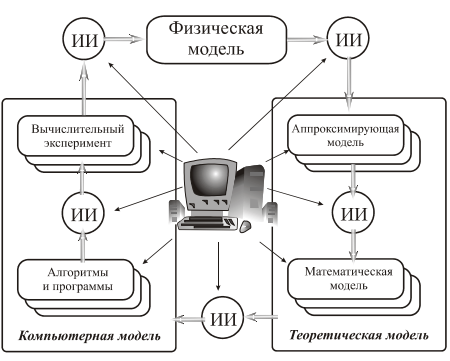 ИИ
Физическая
модель
ИИ
Вычислительный
эксперимент
Аппроксимирующая
модель
ИИ
ИИ
Алгоритмы
и программы
Математическая
модель
Компьютерная модель
ИИ
Теоретическая модель